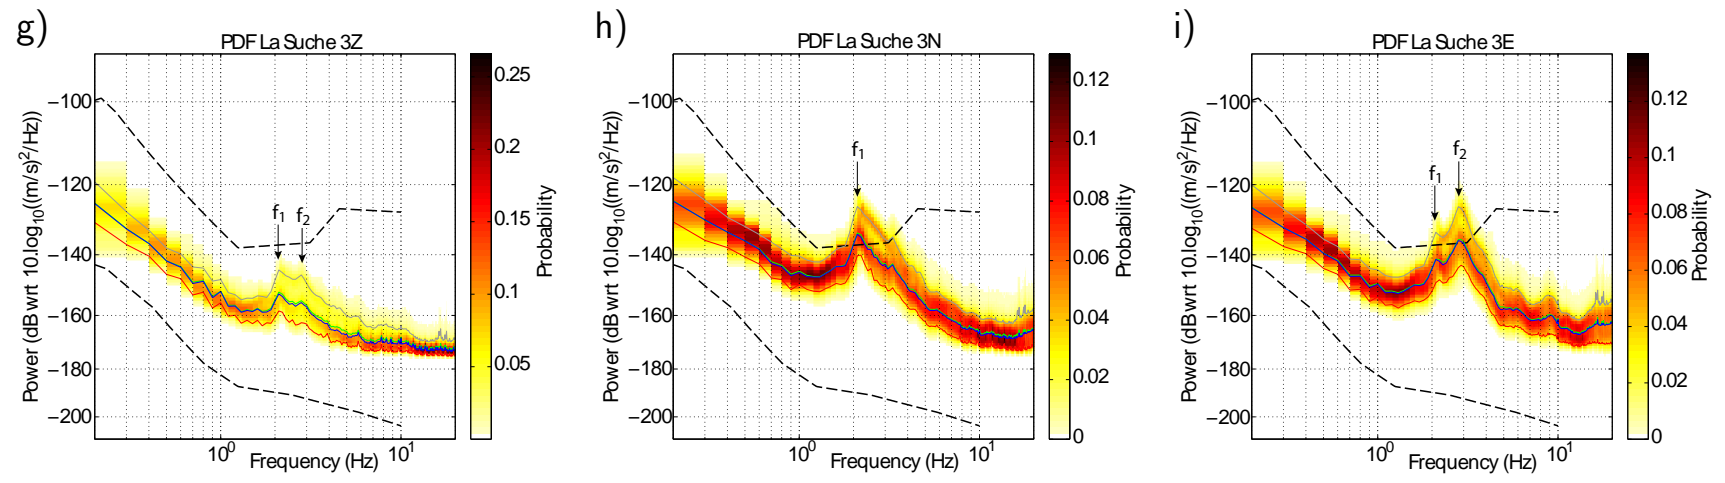 g)
PDF La Suche 3Z
Power (dB wrt 10.log10((m/s)²/Hz))
−100
−120
−140
−160
−180
−200
f1
f2
10⁰
10¹
Frequency (Hz)
0.25
0.2
0.15
0.1
0.05
Probability
h)
PDF La Suche 3N
Power (dB wrt 10.log10((m/s)²/Hz))
−100
−120
−140
−160
−180
−200
f1
10⁰
10¹
Frequency (Hz)
0.12
0.1
0.08
0.06
0.04
0.02
0
Probability
i)
PDF La Suche 3E
Power (dB wrt 10.log10((m/s)²/Hz))
−100
−120
−140
−160
−180
−200
f1
f2
10⁰
10¹
Frequency (Hz)
0.12
0.1
0.08
0.06
0.04
0.02
0
Probability